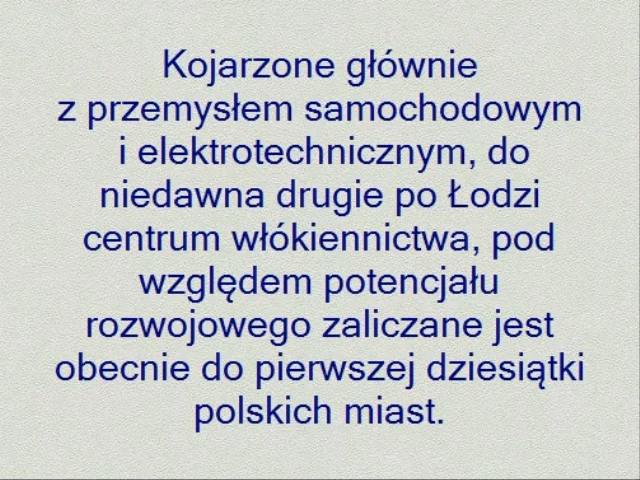 Kojarzone głównie
z przemysłem samochodowym
i elektrotechnicznym, do
niedawna drugie po Łodzi
centrum włókiennictwa, pod
względem potencjału
rozwojowego zaliczane jest
obecnie do pierwszej dziesiątki
polskich miast.